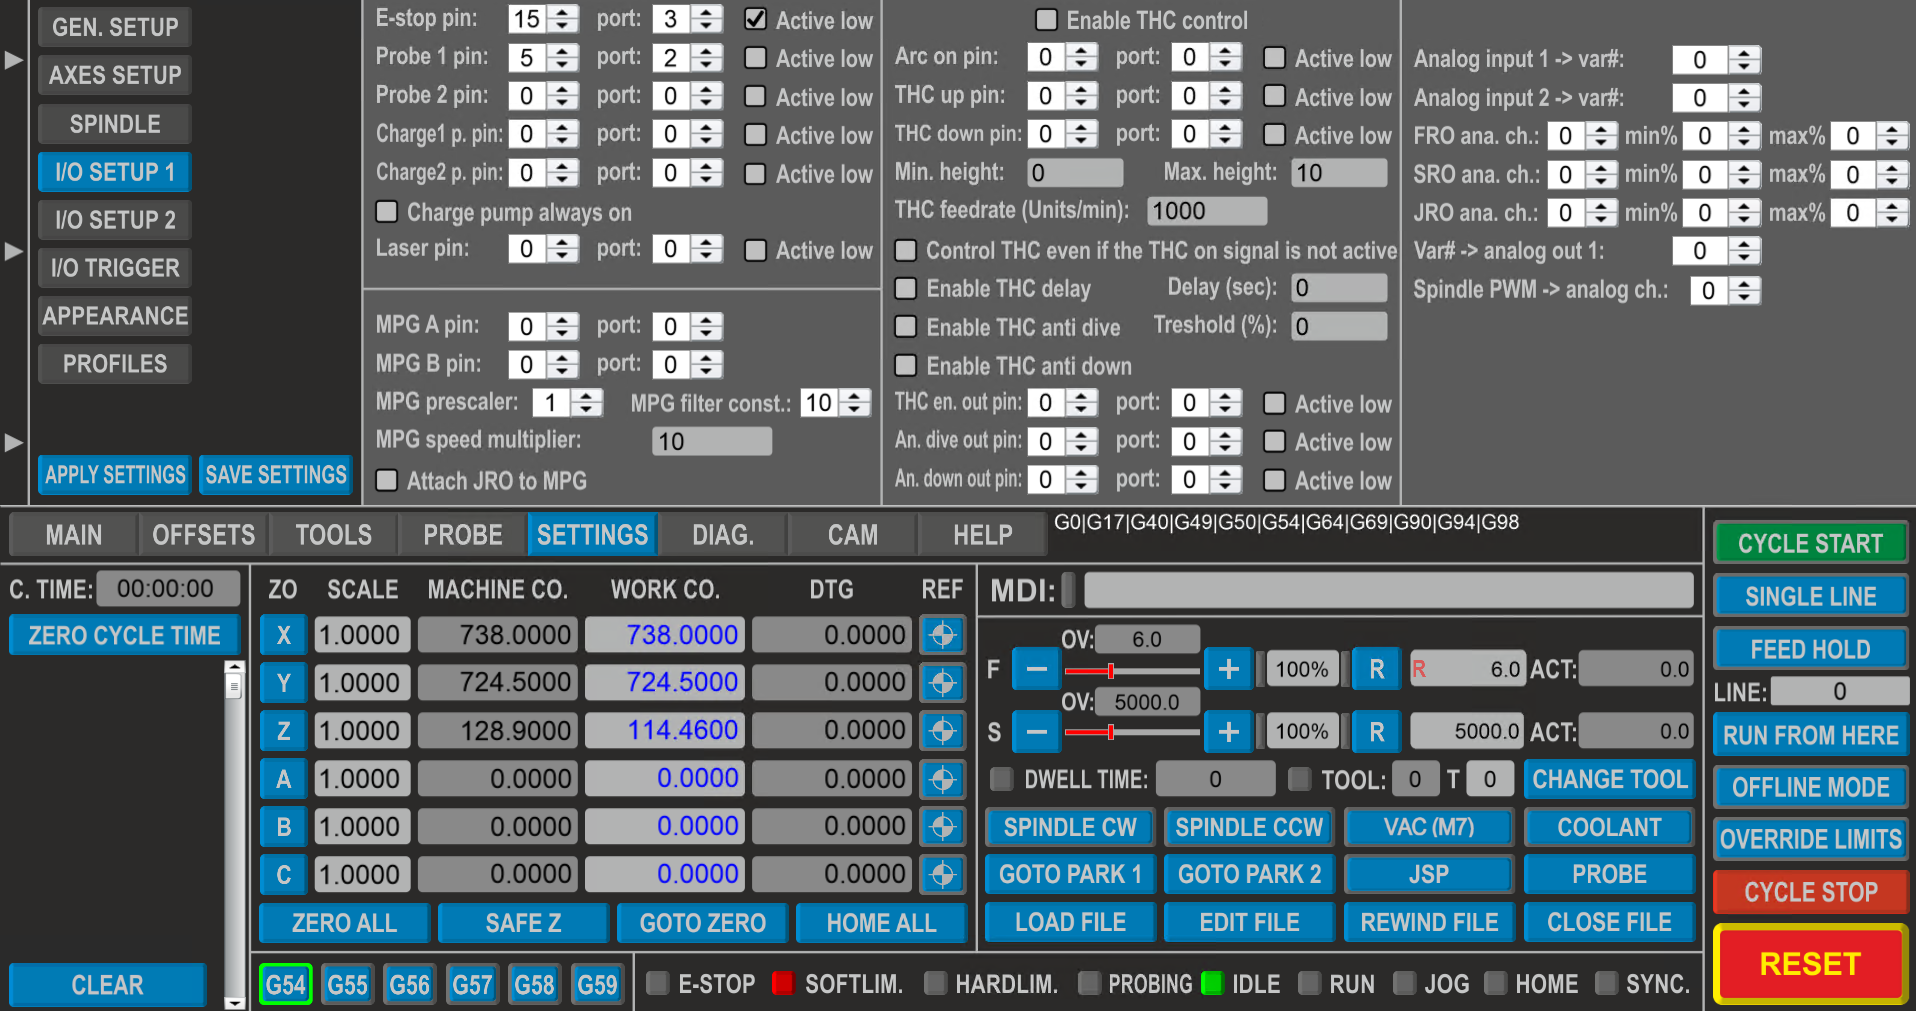 GEN. SETUP
AXES SETUP
SPINDLE
I/O SETUP 1
I/O SETUP 2
I/O TRIGGER
APPEARANCE
PROFILES
APPLY SETTINGS SAVE SETTINGS
E-stop pin: 15 port: 3 Active low
Probe 1 pin: 5 port: 2 Active low
Probe 2 pin: 0 port: 0 Active low
Charge1 p. pin: 0 port: 0 Active low
Charge2 p. pin: 0 port: 0 Active low
Charge pump always on
Laser pin: 0 port: 0 Active low
MPG A pin: 0 port: 0
MPG B pin: 0 port: 0
MPG prescaler: 1 MPG filter const.: 10
MPG speed multiplier: 10
Attach JRO to MPG
Enable THC control
Arc on pin: 0 port: 0 Active low
THC up pin: 0 port: 0 Active low
THC down pin: 0 port: 0 Active low
Min. height: 0 Max. height: 10
THC feedrate (Units/min): 1000
Control THC even if the THC on signal is not active
Enable THC delay Delay (sec): 0
Enable THC anti dive Treshold (%): 0
Enable THC anti down
THC en. out pin: 0 port: 0 Active low
An. dive out pin: 0 port: 0 Active low
An. down out pin: 0 port: 0 Active low
Analog input 1 -> var#: 0
Analog input 2 -> var#: 0
FRO ana. ch.: 0 min% 0 max% 0
SRO ana. ch.: 0 min% 0 max% 0
JRO ana. ch.: 0 min% 0 max% 0
Var# -> analog out 1: 0
Spindle PWM -> analog ch.: 0
MAIN OFFSETS TOOLS PROBE SETTINGS DIAG. CAM HELP
G0|G17|G40|G49|G50|G54|G64|G69|G90|G94|G98
C. TIME: 00:00:00
ZERO CYCLE TIME
CLEAR
ZO SCALE MACHINE CO. WORK CO. DTG REF
X 1.0000 738.0000 738.0000 0.0000
Y 1.0000 724.5000 724.5000 0.0000
Z 1.0000 128.9000 114.4600 0.0000
A 1.0000 0.0000 0.0000 0.0000
B 1.0000 0.0000 0.0000 0.0000
C 1.0000 0.0000 0.0000 0.0000
ZERO ALL SAFE Z GOTO ZERO HOME ALL
G54 G55 G56 G57 G58 G59
MDI:
OV: 6.0
F − + 100% R R 6.0 ACT: 0.0
OV: 5000.0
S − + 100% R 5000.0 ACT: 0.0
DWELL TIME: 0 TOOL: 0 T 0 CHANGE TOOL
SPINDLE CW SPINDLE CCW VAC (M7) COOLANT
GOTO PARK 1 GOTO PARK 2 JSP PROBE
LOAD FILE EDIT FILE REWIND FILE CLOSE FILE
E-STOP SOFTLIM. HARDLIM. PROBING IDLE RUN JOG HOME SYNC.
CYCLE START
SINGLE LINE
FEED HOLD
LINE: 0
RUN FROM HERE
OFFLINE MODE
OVERRIDE LIMITS
CYCLE STOP
RESET